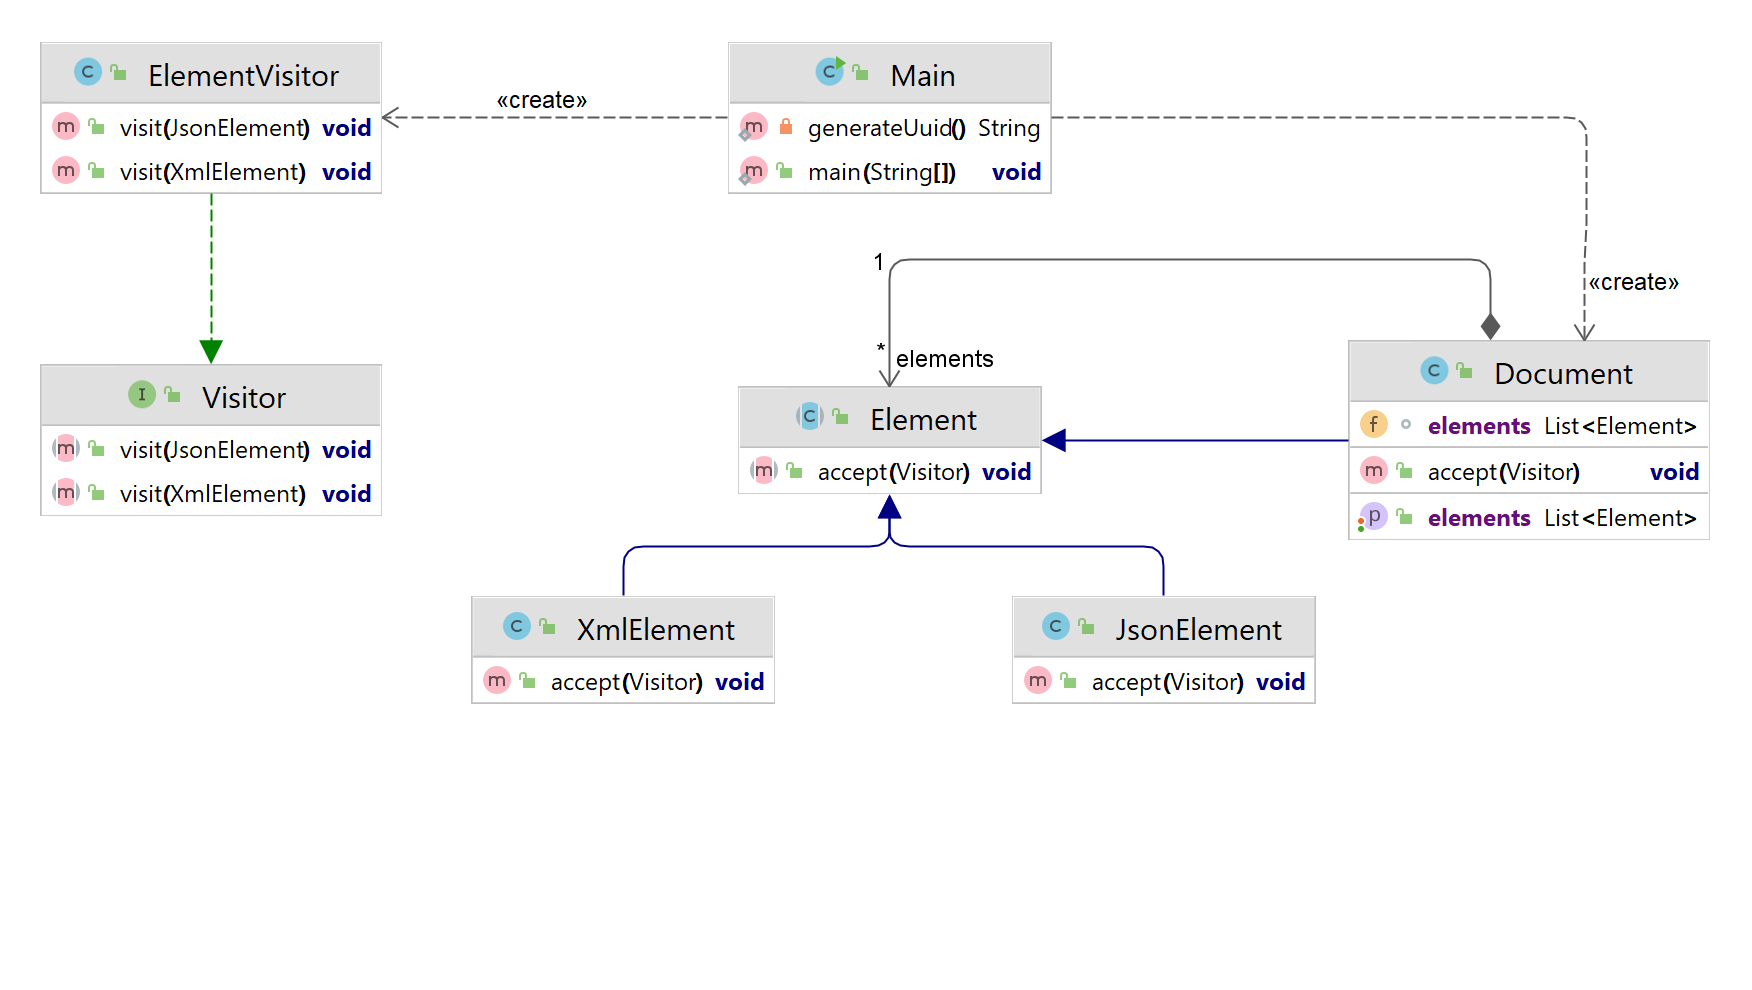 ElementVisitor
visit(JsonElement) void
visit(XmlElement) void
«create»
Main
generateUuid() String
main(String[]) void
«create»
1
* elements
Visitor
visit(JsonElement) void
visit(XmlElement) void
Element
accept(Visitor) void
Document
elements List<Element>
accept(Visitor) void
elements List<Element>
XmlElement
accept(Visitor) void
JsonElement
accept(Visitor) void